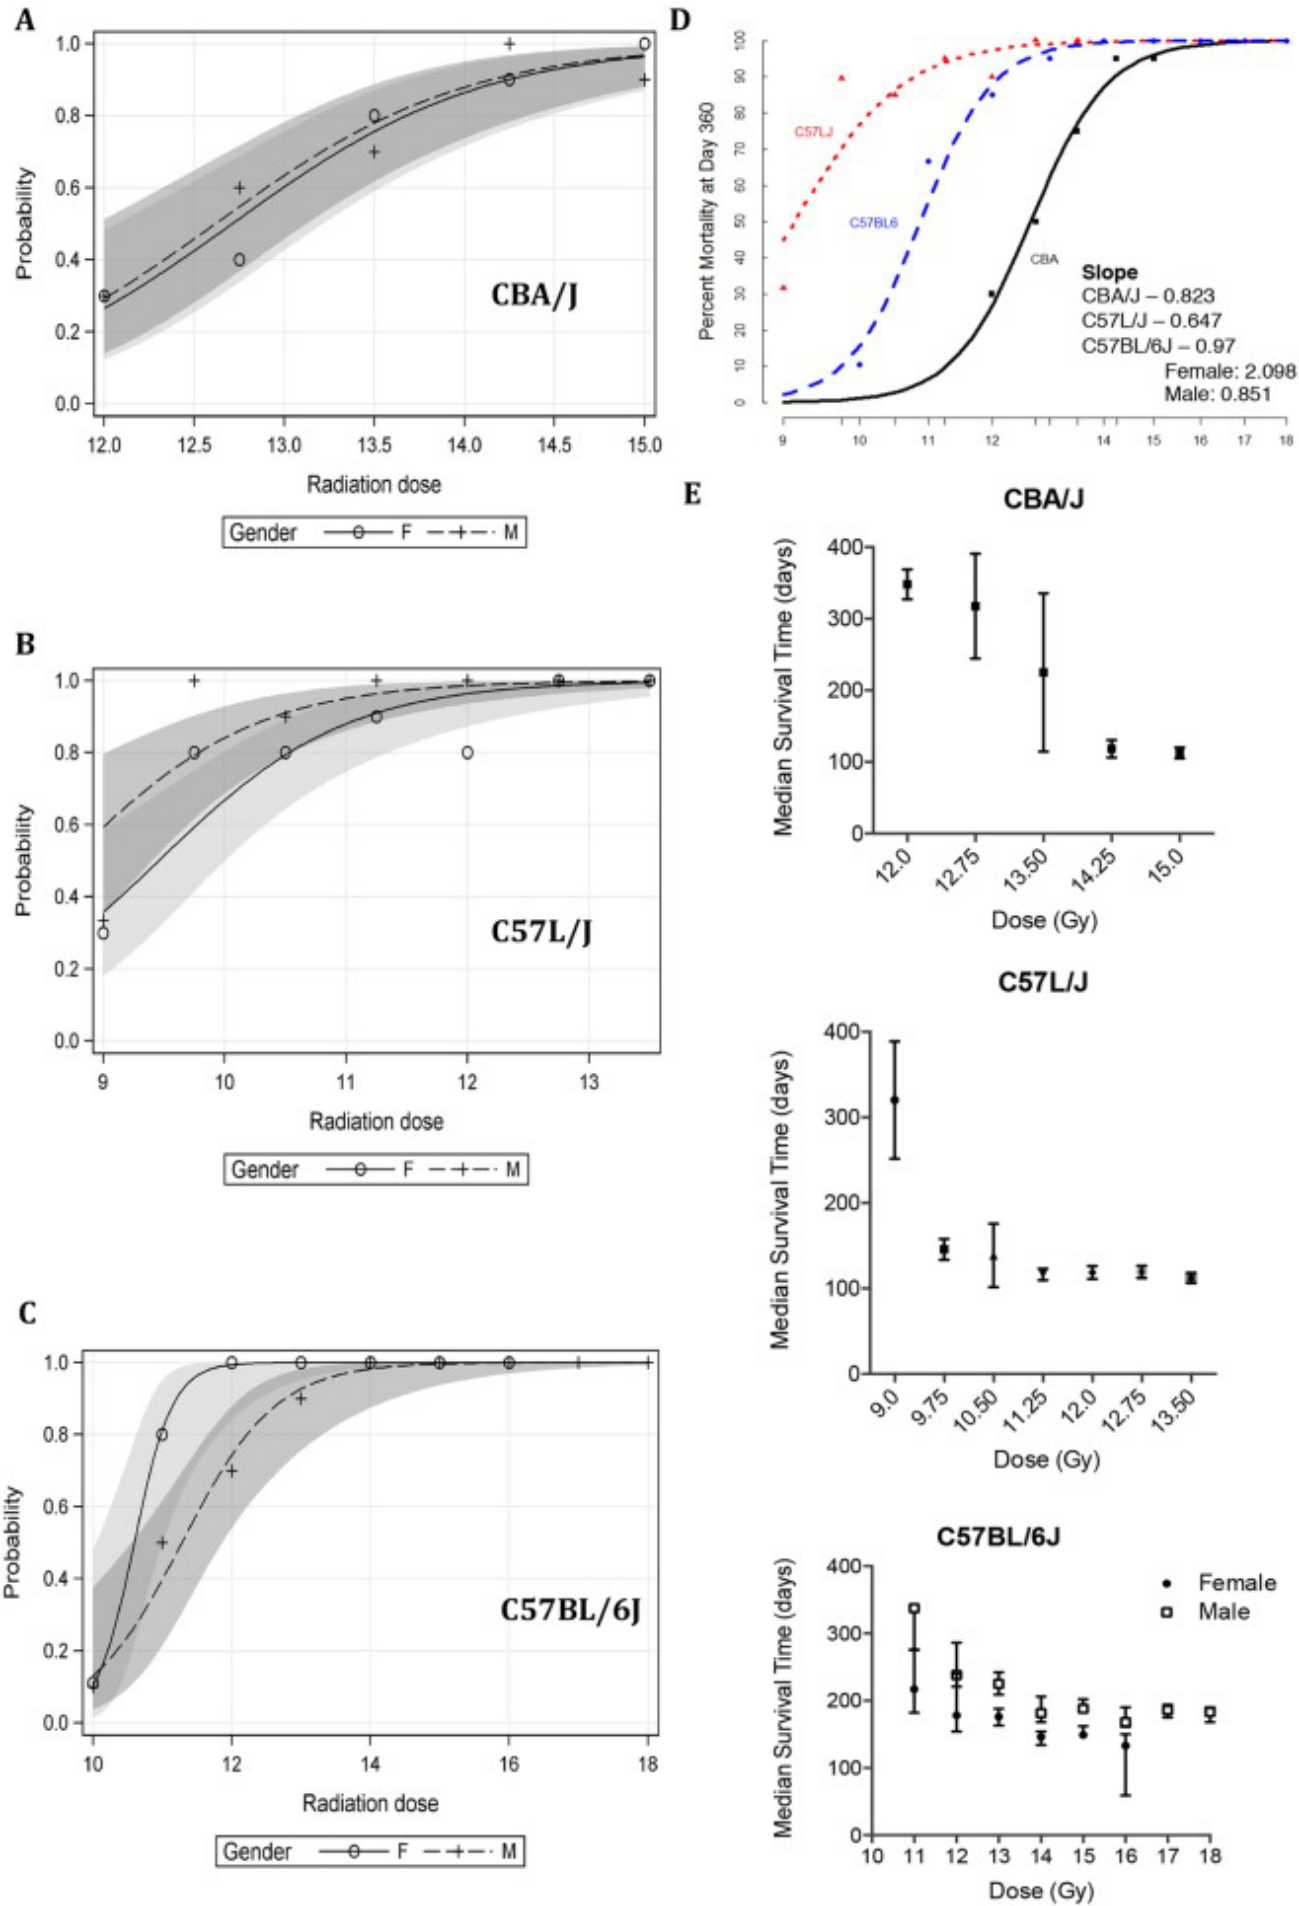 A
1.0
0.8
0.6
0.4
0.2
0.0
Probability
CBA/J
12.0 12.5 13.0 13.5 14.0 14.5 15.0
Radiation dose
Gender F M
B
1.0
0.8
0.6
0.4
0.2
0.0
Probability
C57L/J
9 10 11 12 13
Radiation dose
Gender F M
C
1.0
0.8
0.6
0.4
0.2
0.0
Probability
C57BL/6J
10 12 14 16 18
Radiation dose
Gender F M
D
100
90
80
70
60
50
40
30
20
10
0
Percent Mortality at Day 360
C57LJ
C57BL6
CBA
Slope
CBA/J – 0.823
C57L/J – 0.647
C57BL/6J – 0.97
Female: 2.098
Male: 0.851
9 10 11 12 14 15 16 17 18
E
CBA/J
400
300
200
100
0
Median Survival Time (days)
12.0 12.75 13.50 14.25 15.0
Dose (Gy)
C57L/J
400
300
200
100
0
Median Survival Time (days)
9.0 9.75 10.50 11.25 12.0 12.75 13.50
Dose (Gy)
C57BL/6J
400
300
200
100
0
Median Survival Time (days)
Female
Male
10 11 12 13 14 15 16 17 18
Dose (Gy)